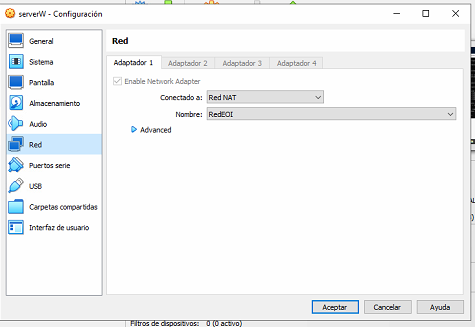 serverW - Configuración
General
Sistema
Pantalla
Almacenamiento
Audio
Red
Puertos serie
USB
Carpetas compartidas
Interfaz de usuario
Red
Adaptador 1 Adaptador 2 Adaptador 3 Adaptador 4
Enable Network Adapter
Conectado a: Red NAT
Nombre: RedEOI
Advanced
Aceptar Cancelar Ayuda
Filtros de dispositivos: 0 (0 activo)